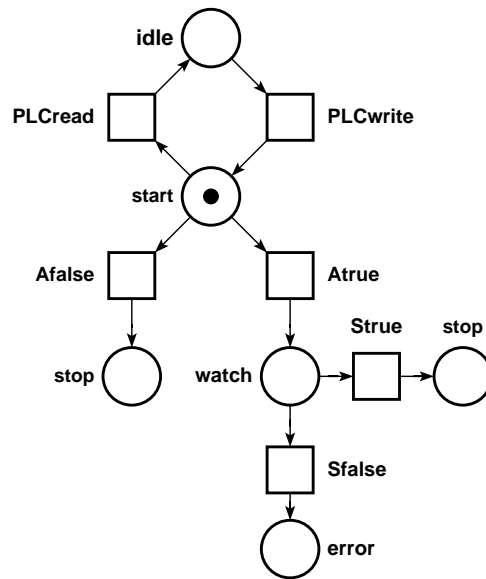 idle
PLCread
PLCwrite
start
Afalse
Atrue
Strue
stop
stop
watch
Sfalse
error